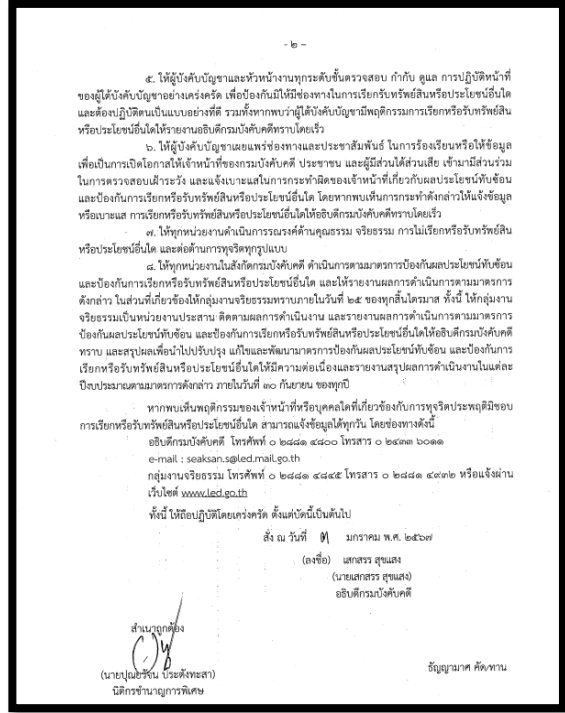 - ๒ -
๕. ให้ผู้บังคับบัญชาและหัวหน้างานทุกระดับชั้นตรวจสอบ กำกับ ดูแล การปฏิบัติหน้าที่
ของผู้ใต้บังคับบัญชาอย่างเคร่งครัด เพื่อป้องกันมิให้มีช่องทางในการเรียกรับทรัพย์สินหรือประโยชน์อื่นใด
และต้องปฏิบัติตนเป็นแบบอย่างที่ดี รวมทั้งหากพบว่าผู้ใต้บังคับบัญชามีพฤติกรรมการเรียกหรือรับทรัพย์สิน
หรือประโยชน์อื่นใดให้รายงานอธิบดีกรมบังคับคดีทราบโดยเร็ว
๖. ให้ผู้บังคับบัญชาเผยแพร่ช่องทางและประชาสัมพันธ์ ในการร้องเรียนหรือให้ข้อมูล
เพื่อเป็นการเปิดโอกาสให้เจ้าหน้าที่ของกรมบังคับคดี ประชาชน และผู้มีส่วนได้ส่วนเสีย เข้ามามีส่วนร่วม
ในการตรวจสอบเฝ้าระวัง และแจ้งเบาะแสในการกระทำผิดของเจ้าหน้าที่เกี่ยวกับผลประโยชน์ทับซ้อน
และป้องกันการเรียกหรือรับทรัพย์สินหรือประโยชน์อื่นใด โดยหากพบเห็นการกระทำดังกล่าวให้แจ้งข้อมูล
หรือเบาะแส การเรียกหรือรับทรัพย์สินหรือประโยชน์อื่นใดให้อธิบดีกรมบังคับคดีทราบโดยเร็ว
๗. ให้ทุกหน่วยงานดำเนินการรณรงค์ด้านคุณธรรม จริยธรรม การไม่เรียกหรือรับทรัพย์สิน
หรือประโยชน์อื่นใด และต่อต้านการทุจริตทุกรูปแบบ
๘. ให้ทุกหน่วยงานในสังกัดกรมบังคับคดี ดำเนินการตามมาตรการป้องกันผลประโยชน์ทับซ้อน
และป้องกันการเรียกหรือรับทรัพย์สินหรือประโยชน์อื่นใด และให้รายงานผลการดำเนินการตามมาตรการ
ดังกล่าว ในส่วนที่เกี่ยวข้องให้กลุ่มงานจริยธรรมทราบภายในวันที่ ๒๕ ของทุกสิ้นไตรมาส ทั้งนี้ ให้กลุ่มงาน
จริยธรรมเป็นหน่วยงานประสาน ติดตามผลการดำเนินงาน และรายงานผลการดำเนินการตามมาตรการ
ป้องกันผลประโยชน์ทับซ้อน และป้องกันการเรียกหรือรับทรัพย์สินหรือประโยชน์อื่นใดให้อธิบดีกรมบังคับคดี
ทราบ และสรุปผลเพื่อนำไปปรับปรุง แก้ไขและพัฒนามาตรการป้องกันผลประโยชน์ทับซ้อน และป้องกันการ
เรียกหรือรับทรัพย์สินหรือประโยชน์อื่นใดให้มีความต่อเนื่องและรายงานสรุปผลการดำเนินงานในแต่ละ
ปีงบประมาณตามมาตรการดังกล่าว ภายในวันที่ ๓๐ กันยายน ของทุกปี
หากพบเห็นพฤติกรรมของเจ้าหน้าที่หรือบุคคลใดที่เกี่ยวข้องกับการทุจริตประพฤติมิชอบ
การเรียกหรือรับทรัพย์สินหรือประโยชน์อื่นใด สามารถแจ้งข้อมูลได้ทุกวัน โดยช่องทางดังนี้
อธิบดีกรมบังคับคดี โทรศัพท์ ๐ ๒๘๘๑ ๔๘๐๐ โทรสาร ๐ ๒๔๓๓ ๖๐๑๑
e-mail : seaksan.s@led.mail.go.th
กลุ่มงานจริยธรรม โทรศัพท์ ๐ ๒๘๘๑ ๔๘๔๕ โทรสาร ๐ ๒๘๘๑ ๔๙๓๒ หรือแจ้งผ่าน
เว็บไซต์ www.led.go.th
ทั้งนี้ ให้ถือปฏิบัติโดยเคร่งครัด ตั้งแต่บัดนี้เป็นต้นไป
สั่ง ณ วันที่ มกราคม พ.ศ. ๒๕๖๗
(ลงชื่อ) เสกสรร สุขแสง
(นายเสกสรร สุขแสง)
อธิบดีกรมบังคับคดี
สำเนาถูกต้อง
(นายปุณยวัจน์ ประดังทะสา)
นิติกรชำนาญการพิเศษ
ธัญญามาศ คัด/ทาน